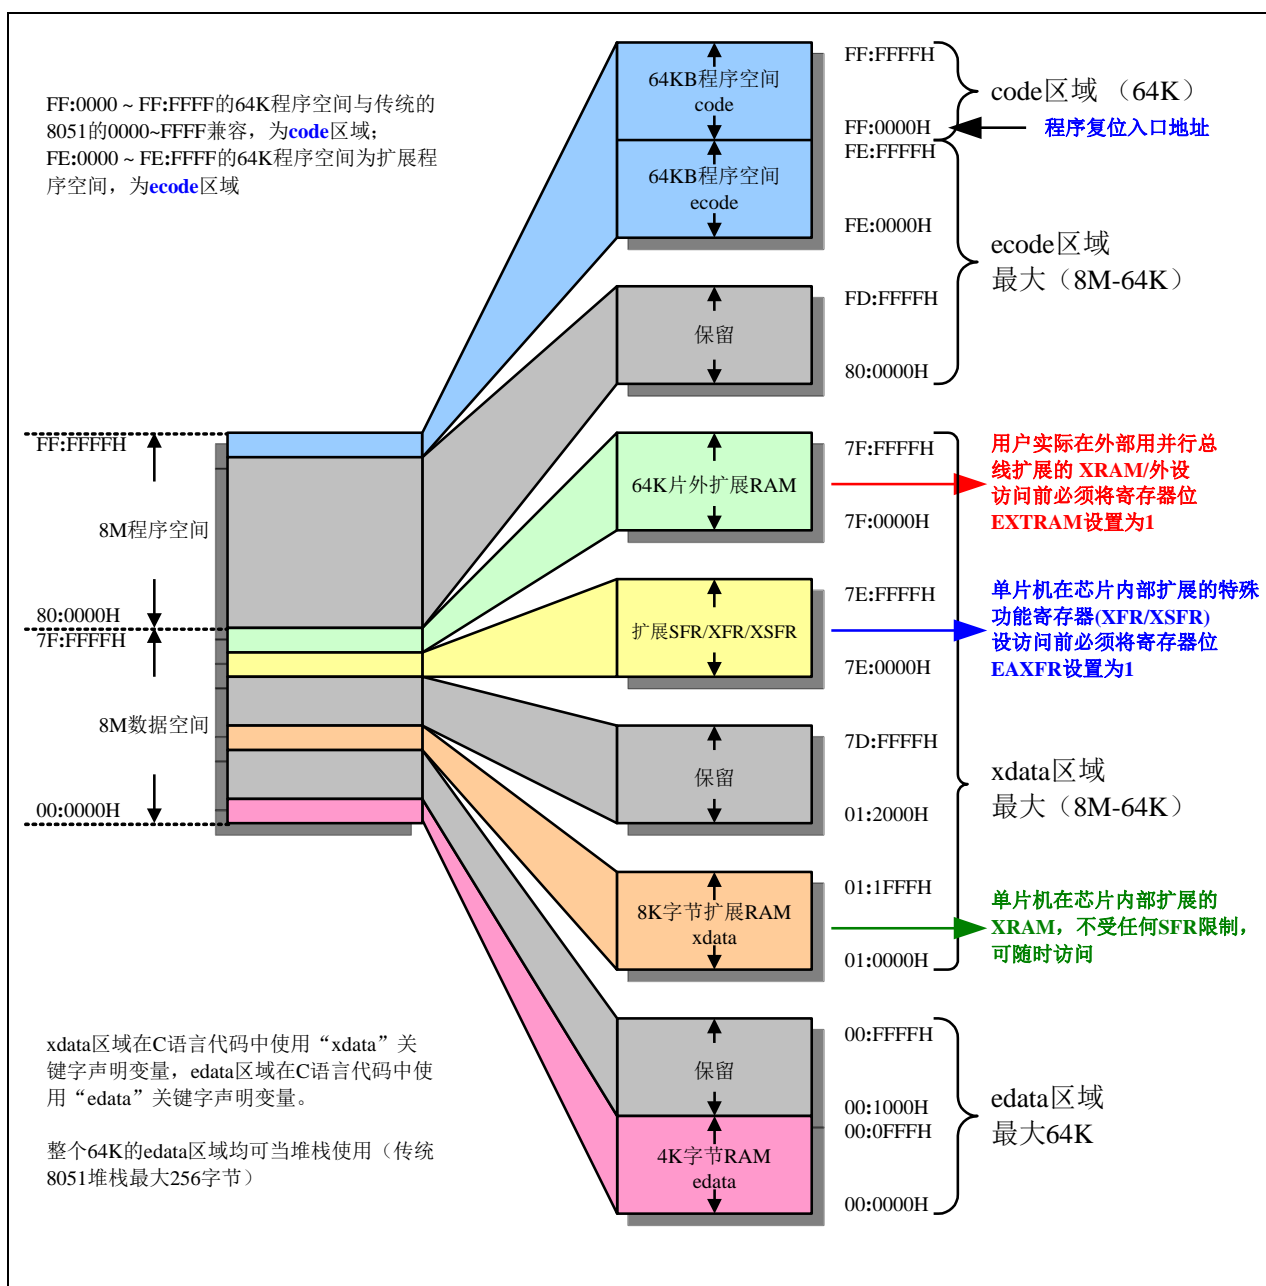 FF:0000 ~ FF:FFFF的64K程序空间与传统的
8051的0000~FFFF兼容，为code区域；
FE:0000 ~ FE:FFFF的64K程序空间为扩展程
序空间，为ecode区域
64KB程序空间
code
64KB程序空间
ecode
FF:FFFFH
FF:0000H
FE:FFFFH
FE:0000H
code区域 （64K）
程序复位入口地址
ecode区域
最大（8M-64K）
保留
FD:FFFFH
80:0000H
FF:FFFFH
8M程序空间
80:0000H
7F:FFFFH
8M数据空间
00:0000H
64K片外扩展RAM
7F:FFFFH
7F:0000H
用户实际在外部用并行总
线扩展的 XRAM/外设
访问前必须将寄存器位
EXTRAM设置为1
扩展SFR/XFR/XSFR
7E:FFFFH
7E:0000H
单片机在芯片内部扩展的特殊
功能寄存器(XFR/XSFR)
设访问前必须将寄存器位
EAXFR设置为1
保留
7D:FFFFH
01:2000H
xdata区域
最大（8M-64K）
8K字节扩展RAM
xdata
01:1FFFH
01:0000H
单片机在芯片内部扩展的
XRAM，不受任何SFR限制，
可随时访问
保留
00:FFFFH
00:1000H
00:0FFFH
4K字节RAM
edata
00:0000H
edata区域
最大64K
xdata区域在C语言代码中使用“xdata”关
键字声明变量，edata区域在C语言代码中使
用“edata”关键字声明变量。
整个64K的edata区域均可当堆栈使用（传统
8051堆栈最大256字节）